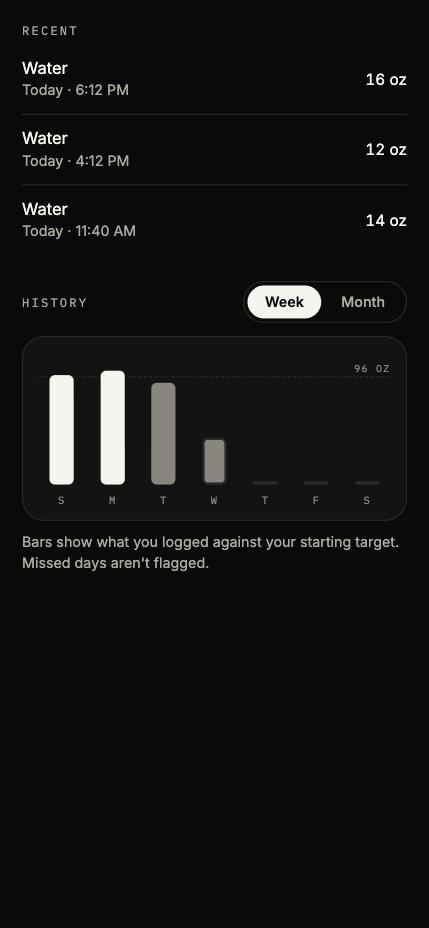 RECENT
Water
Today · 6:12 PM
16 oz
Water
Today · 4:12 PM
12 oz
Water
Today · 11:40 AM
14 oz
HISTORY
Week
Month
96 OZ
S M T W T F S
Bars show what you logged against your starting target.
Missed days aren't flagged.